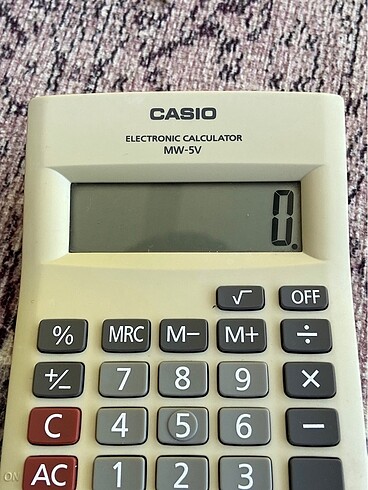 CASIO
ELECTRONIC CALCULATOR
MW-5V
0.
√ OFF
% MRC M− M+ ÷
+/− 7 8 9 ×
C 4 5 6 −
ON AC 1 2 3